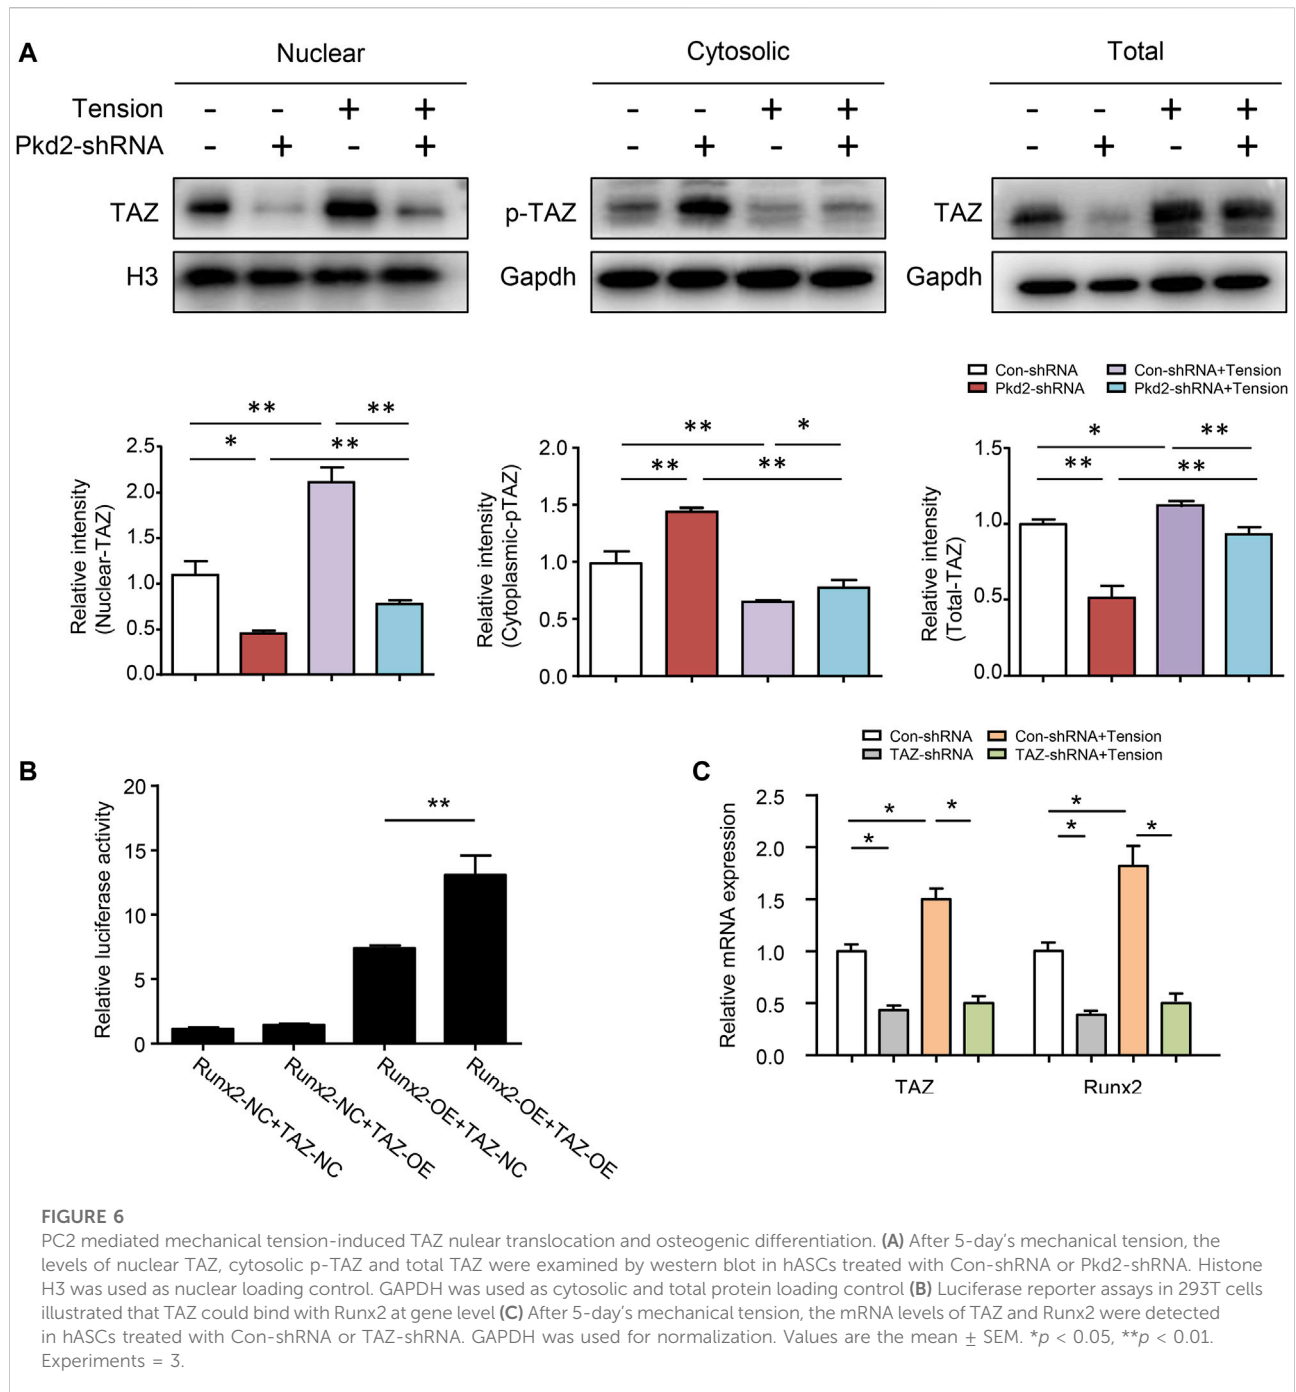 A
Nuclear
Cytosolic
Total
Tension - - + + - - + + - - + +
Pkd2-shRNA - + - + - + - + - + - +
TAZ
p-TAZ
TAZ
H3
Gapdh
Gapdh
Con-shRNA
Con-shRNA+Tension
Pkd2-shRNA
Pkd2-shRNA+Tension
Relative intensity
(Nuclear-TAZ)
2.5
2.0
1.5
1.0
0.5
0.0
**
**
*
**
Relative intensity
(Cytoplasmic-pTAZ)
2.0
1.5
1.0
0.5
0.0
**
*
**
**
Relative intensity
(Total-TAZ)
1.5
1.0
0.5
0.0
*
**
**
**
B
Relative luciferase activity
20
15
10
5
0
**
Runx2-NC+TAZ-NC
Runx2-NC+TAZ-OE
Runx2-OE+TAZ-NC
Runx2-OE+TAZ-OE
C
Con-shRNA
Con-shRNA+Tension
TAZ-shRNA
TAZ-shRNA+Tension
Relative mRNA expression
2.5
2.0
1.5
1.0
0.5
0.0
*
*
*
*
*
*
TAZ
Runx2
FIGURE 6
PC2 mediated mechanical tension-induced TAZ nulear translocation and osteogenic differentiation. (A) After 5-day's mechanical tension, the
levels of nuclear TAZ, cytosolic p-TAZ and total TAZ were examined by western blot in hASCs treated with Con-shRNA or Pkd2-shRNA. Histone
H3 was used as nuclear loading control. GAPDH was used as cytosolic and total protein loading control (B) Luciferase reporter assays in 293T cells
illustrated that TAZ could bind with Runx2 at gene level (C) After 5-day's mechanical tension, the mRNA levels of TAZ and Runx2 were detected
in hASCs treated with Con-shRNA or TAZ-shRNA. GAPDH was used for normalization. Values are the mean ± SEM. *p < 0.05, **p < 0.01.
Experiments = 3.